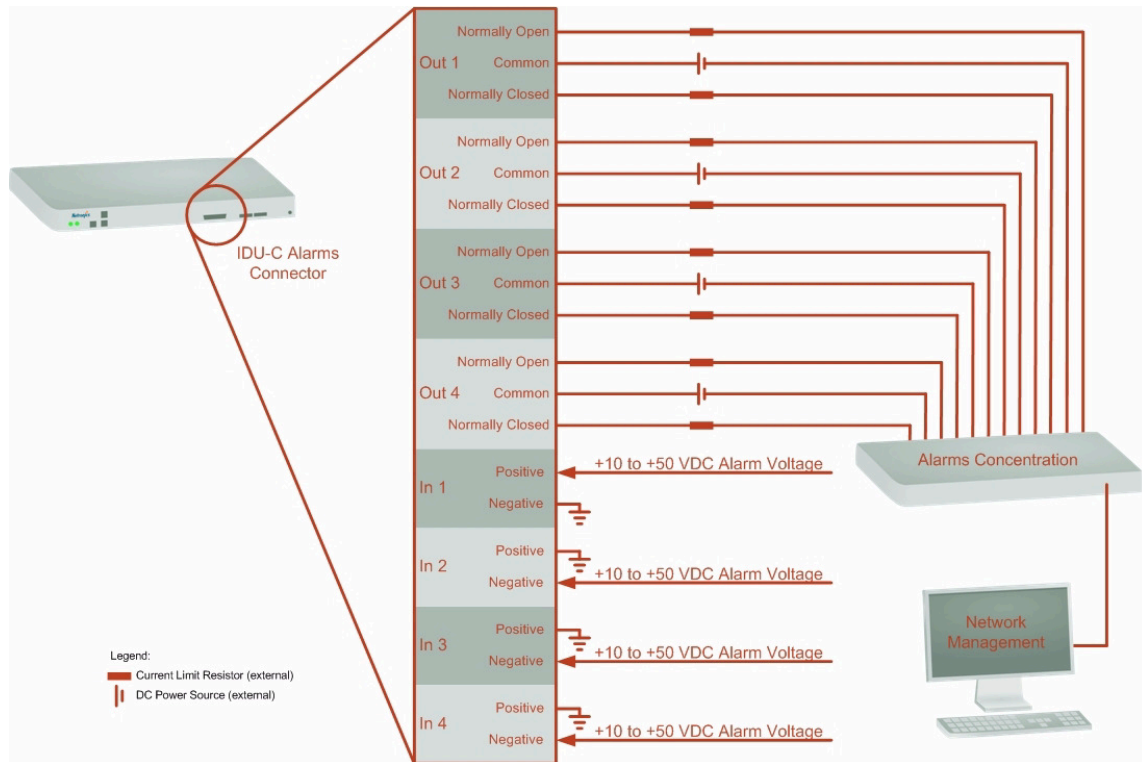 Normally Open
Out 1
Common
Normally Closed
Normally Open
Out 2
Common
Normally Closed
Normally Open
Out 3
Common
Normally Closed
Normally Open
Out 4
Common
Normally Closed
IDU-C Alarms
Connector
In 1
Positive
+10 to +50 VDC Alarm Voltage
Negative
In 2
Positive
Negative
+10 to +50 VDC Alarm Voltage
In 3
Positive
Negative
+10 to +50 VDC Alarm Voltage
In 4
Positive
Negative
+10 to +50 VDC Alarm Voltage
Alarms Concentration
Network
Management
Legend:
Current Limit Resistor (external)
DC Power Source (external)